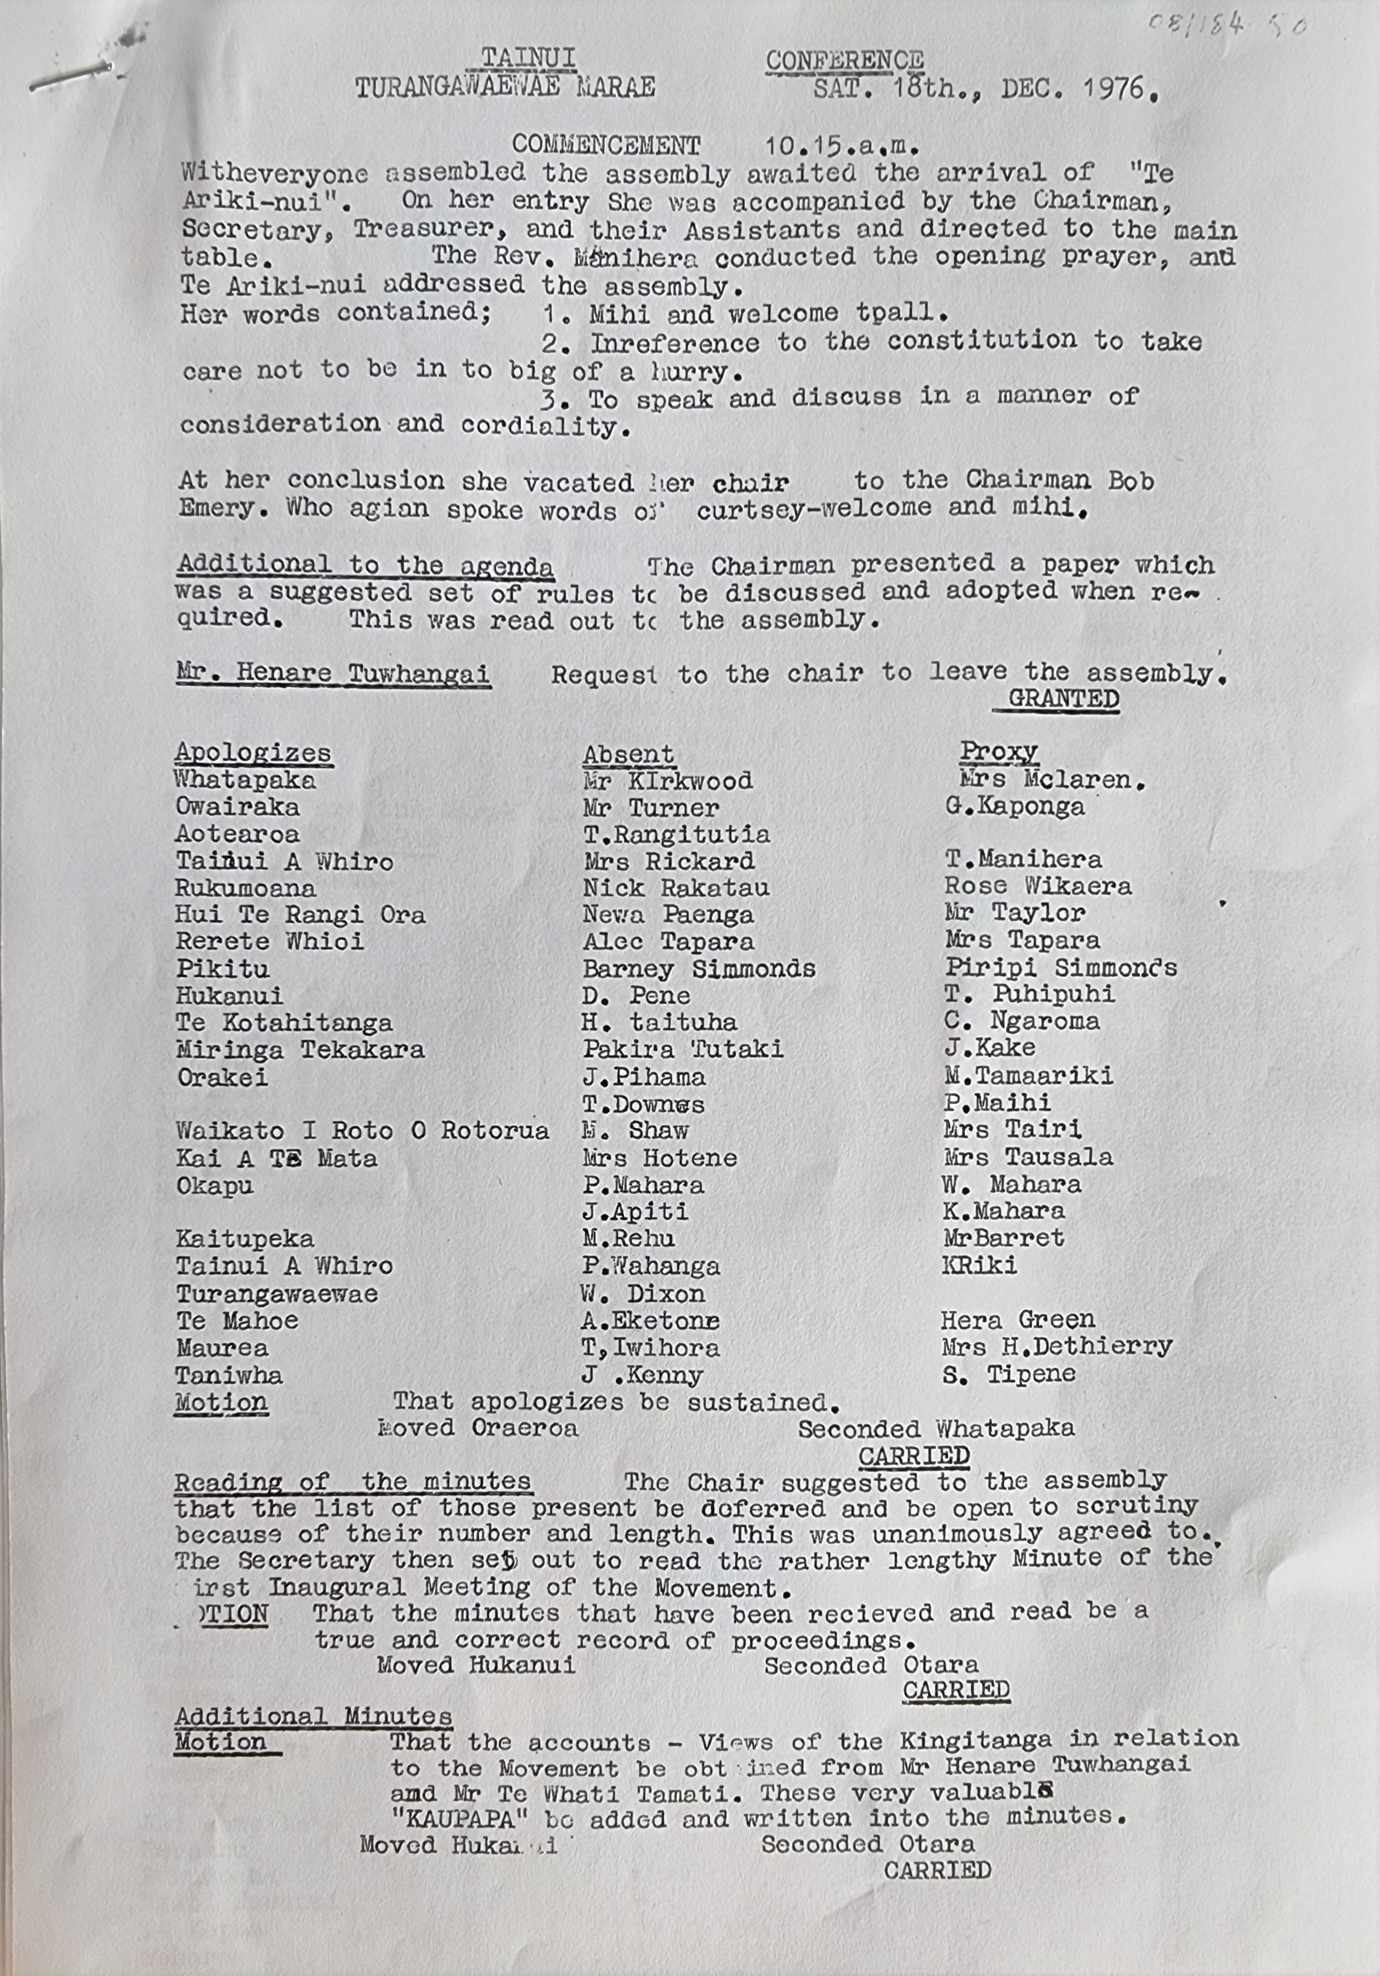 08/184 50
TAINUI CONFERENCE
TURANGAWAEWAE MARAE SAT. 18th., DEC. 1976.
COMMENCEMENT 10.15.a.m.
Witheveryone assembled the assembly awaited the arrival of "Te
Ariki-nui". On her entry She was accompanied by the Chairman,
Secretary, Treasurer, and their Assistants and directed to the main
table. The Rev. Manihera conducted the opening prayer, and
Te Ariki-nui addressed the assembly.
Her words contained; 1. Mihi and welcome tpall.
2. Inreference to the constitution to take
care not to be in to big of a hurry.
3. To speak and discuss in a manner of
consideration and cordiality.
At her conclusion she vacated her chair to the Chairman Bob
Emery. Who agian spoke words of curtsey-welcome and mihi.
Additional to the agenda The Chairman presented a paper which
was a suggested set of rules to be discussed and adopted when re-
quired. This was read out to the assembly.
Mr. Henare Tuwhangai Request to the chair to leave the assembly.
GRANTED
Apologizes Absent Proxy
Whatapaka Mr KIrkwood Mrs Mclaren.
Owairaka Mr Turner G.Kaponga
Aotearoa T.Rangitutia
Tainui A Whiro Mrs Rickard T.Manihera
Rukumoana Nick Rakatau Rose Wikaera
Hui Te Rangi Ora Newa Paenga Mr Taylor
Rerete Whioi Alec Tapara Mrs Tapara
Pikitu Barney Simmonds Piripi Simmonds
Hukanui D. Pene T. Puhipuhi
Te Kotahitanga H. taituha C. Ngaroma
Miringa Tekakara Pakira Tutaki J.Kake
Orakei J.Pihama M.Tamaariki
T.Downes P.Maihi
Waikato I Roto O Rotorua M. Shaw Mrs Tairi
Kai A TE Mata Mrs Hotene Mrs Tausala
Okapu P.Mahara W. Mahara
J.Apiti K.Mahara
Kaitupeka M.Rehu MrBarret
Tainui A Whiro P.Wahanga KRiki
Turangawaewae W. Dixon
Te Mahoe A.Eketone Hera Green
Maurea T,Iwihora Mrs H.Dethierry
Taniwha J .Kenny S. Tipene
Motion That apologizes be sustained.
Moved Oraeroa Seconded Whatapaka
CARRIED
Reading of the minutes The Chair suggested to the assembly
that the list of those present be deferred and be open to scrutiny
because of their number and length. This was unanimously agreed to.
The Secretary then set out to read the rather lengthy Minute of the
irst Inaugural Meeting of the Movement.
OTION That the minutes that have been recieved and read be a
true and correct record of proceedings.
Moved Hukanui Seconded Otara
CARRIED
Additional Minutes
Motion That the accounts - Views of the Kingitanga in relation
to the Movement be obtained from Mr Henare Tuwhangai
and Mr Te Whati Tamati. These very valuable
"KAUPAPA" be added and written into the minutes.
Moved Hukanui Seconded Otara
CARRIED